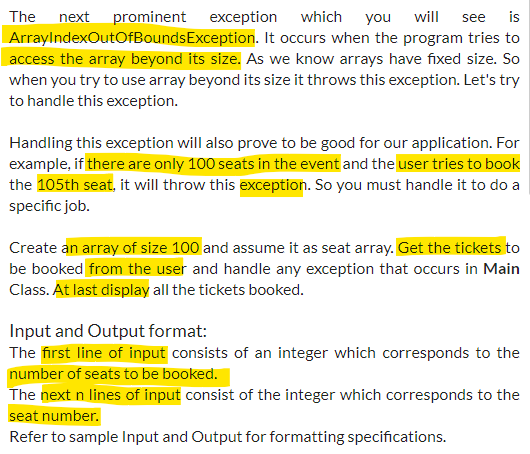 The next prominent exception which you will see is
ArrayIndexOutOfBoundsException. It occurs when the program tries to
access the array beyond its size. As we know arrays have fixed size. So
when you try to use array beyond its size it throws this exception. Let's try
to handle this exception.
Handling this exception will also prove to be good for our application. For
example, if there are only 100 seats in the event and the user tries to book
the 105th seat, it will throw this exception. So you must handle it to do a
specific job.
Create an array of size 100 and assume it as seat array. Get the tickets to
be booked from the user and handle any exception that occurs in Main
Class. At last display all the tickets booked.
Input and Output format:
The first line of input consists of an integer which corresponds to the
number of seats to be booked.
The next n lines of input consist of the integer which corresponds to the
seat number.
Refer to sample Input and Output for formatting specifications.